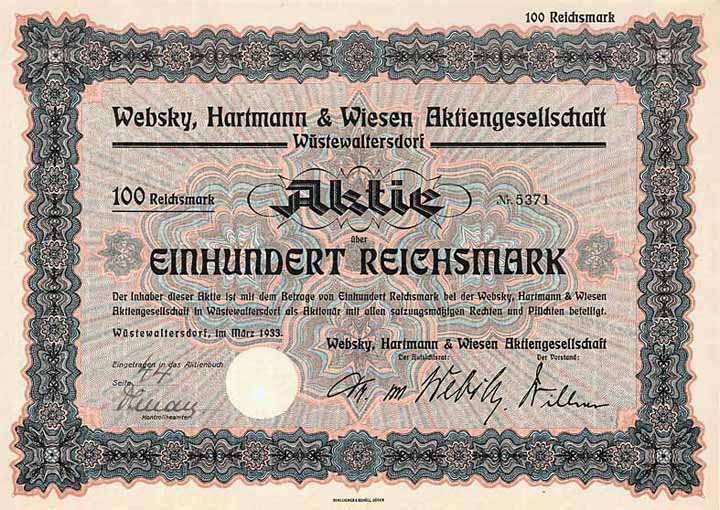 100 Reichsmark
Websky, Hartmann & Wiesen Aktiengesellschaft
Wüstewaltersdorf
100 Reichsmark
Aktie
Nr. 5371
über
EINHUNDERT REICHSMARK
Der Inhaber dieser Aktie ist mit dem Betrage von Einhundert Reichsmark bei der Websky, Hartmann & Wiesen
Aktiengesellschaft in Wüstewaltersdorf als Aktionär mit allen satzungsmäßigen Rechten und Pflichten beteiligt.
Wüstewaltersdorf, im März 1933.
Websky, Hartmann & Wiesen Aktiengesellschaft
Der Aufsichtsrat:
Der Vorstand:
Eingetragen in das Aktienbuch
Seite 44
Kontrollbeamter
Websky